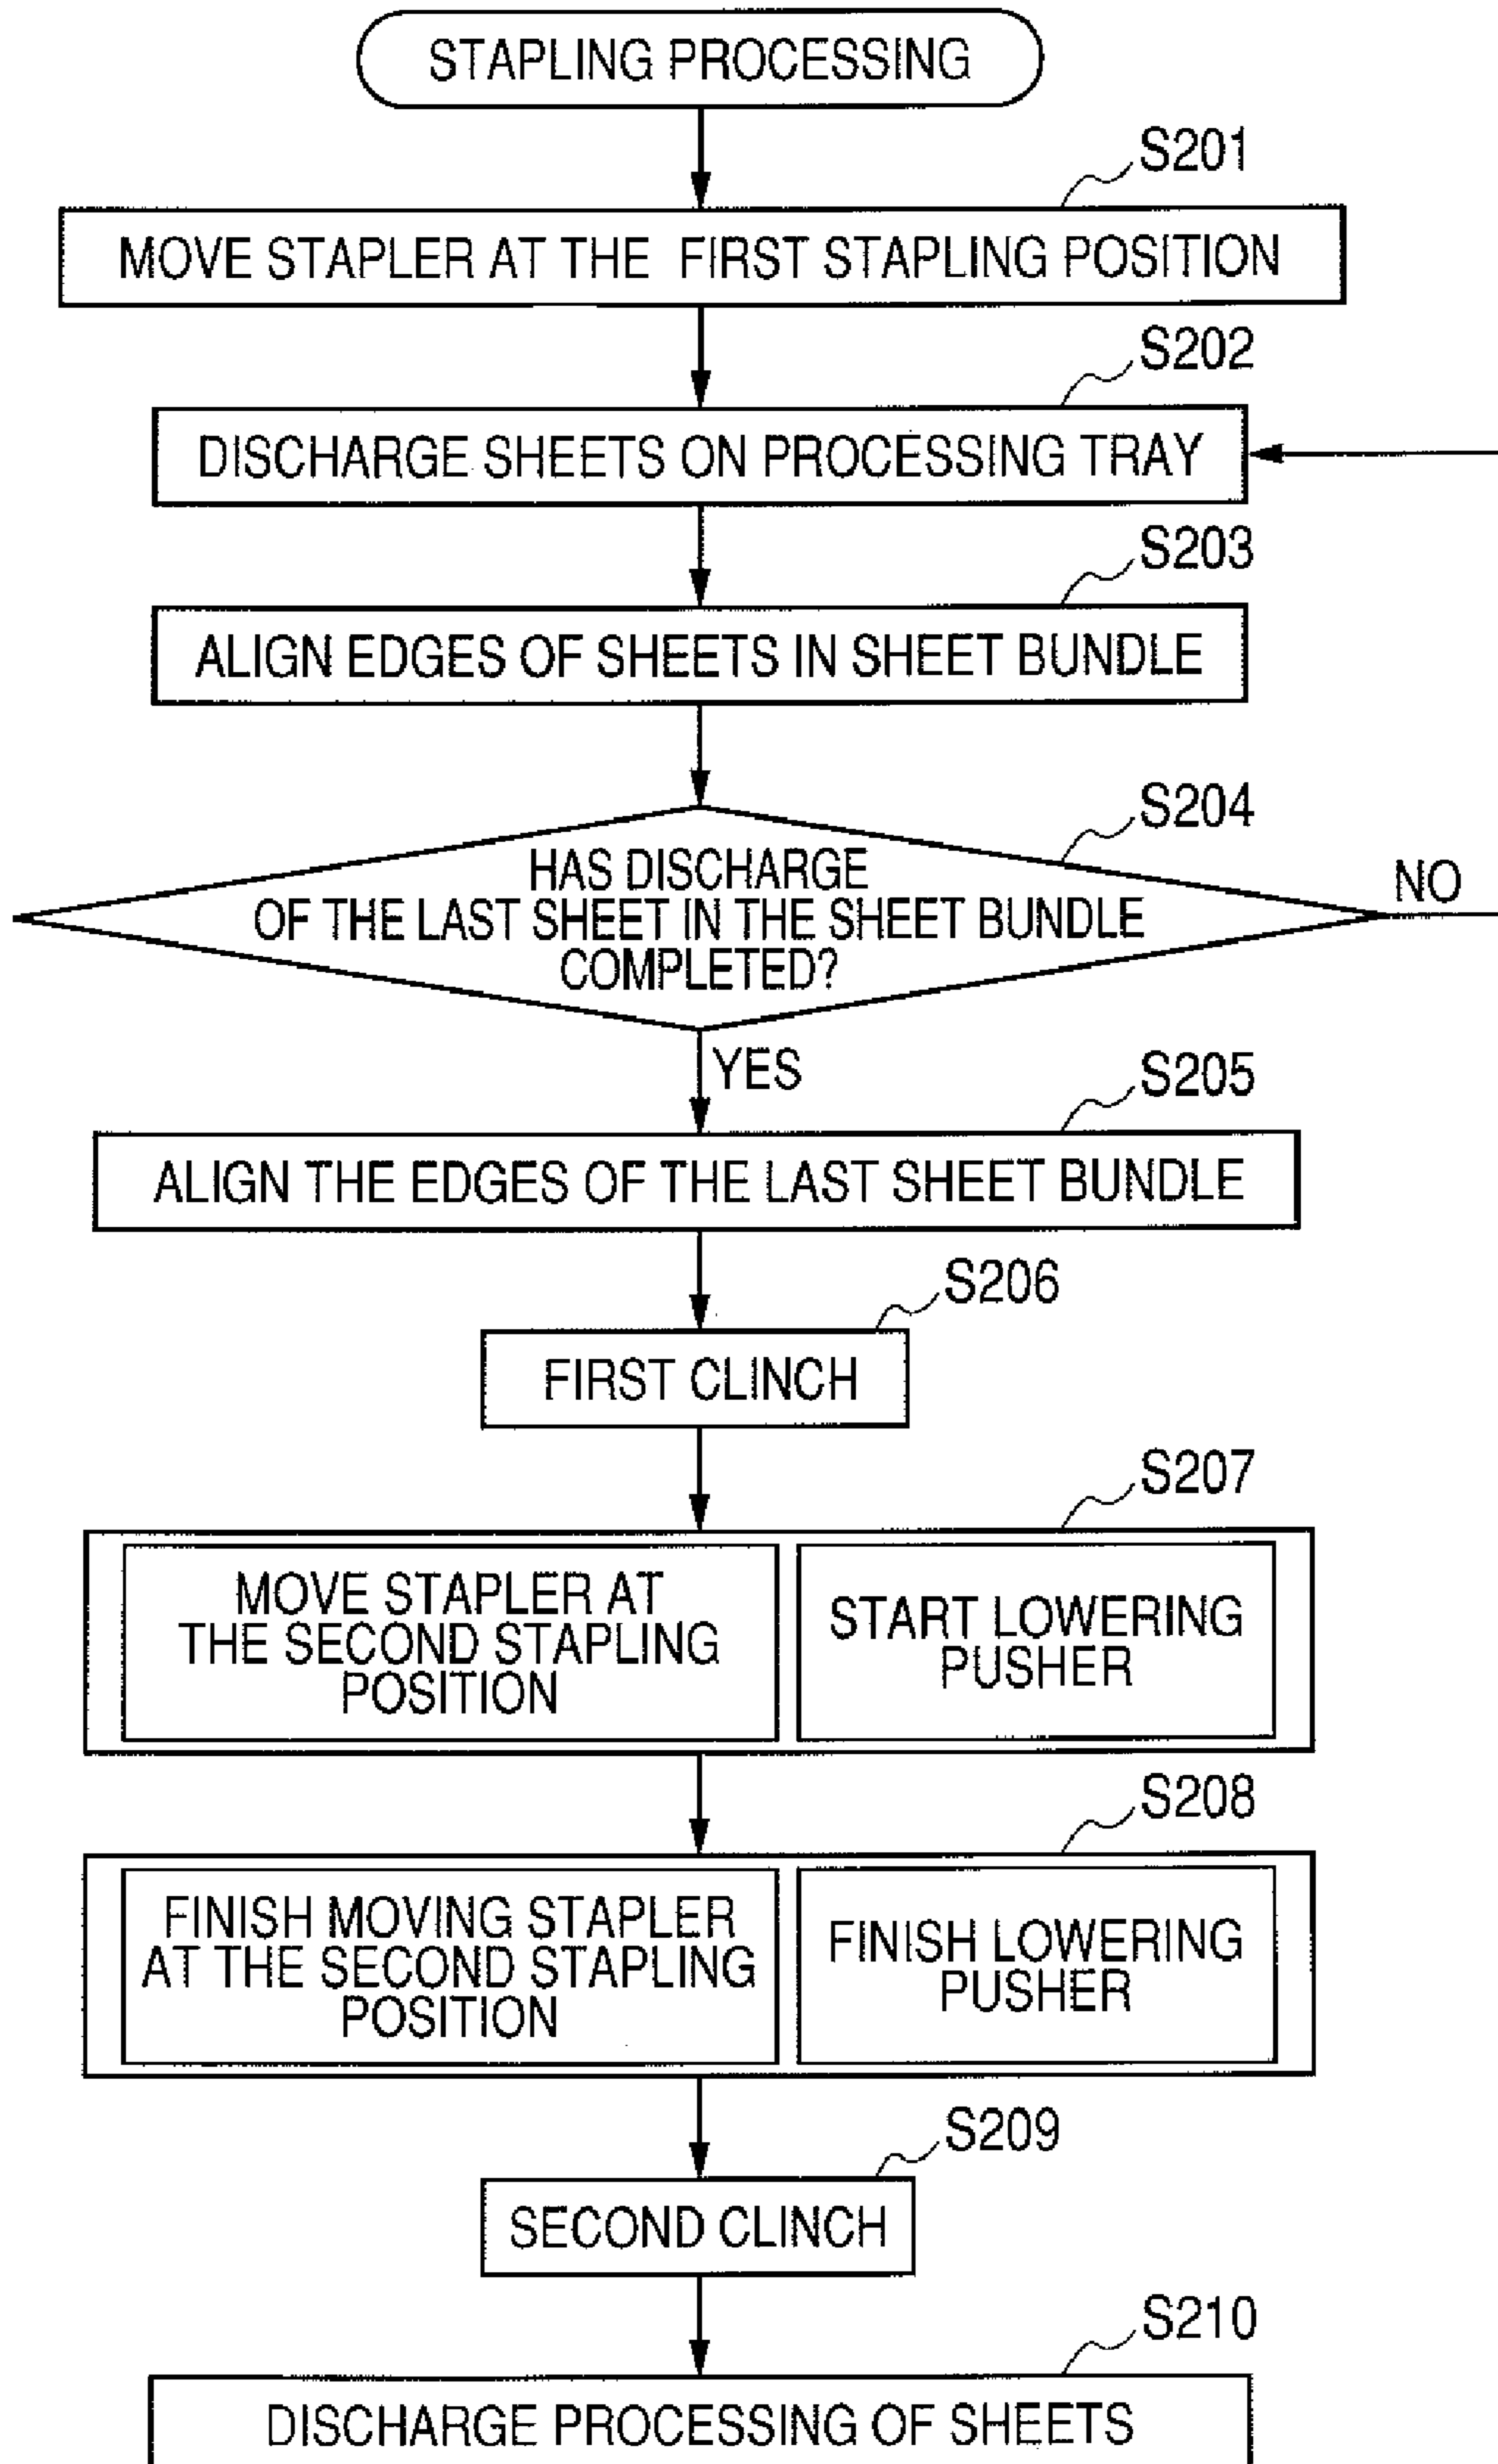 STAPLING PROCESSING
S201
MOVE STAPLER AT THE FIRST STAPLING POSITION
S202
DISCHARGE SHEETS ON PROCESSING TRAY
S203
ALIGN EDGES OF SHEETS IN SHEET BUNDLE
S204
HAS DISCHARGE
OF THE LAST SHEET IN THE SHEET BUNDLE
COMPLETED?
NO
YES
S205
ALIGN THE EDGES OF THE LAST SHEET BUNDLE
S206
FIRST CLINCH
S207
MOVE STAPLER AT
THE SECOND STAPLING
POSITION
START LOWERING
PUSHER
S208
FINISH MOVING STAPLER
AT THE SECOND STAPLING
POSITION
FINISH LOWERING
PUSHER
S209
SECOND CLINCH
S210
DISCHARGE PROCESSING OF SHEETS